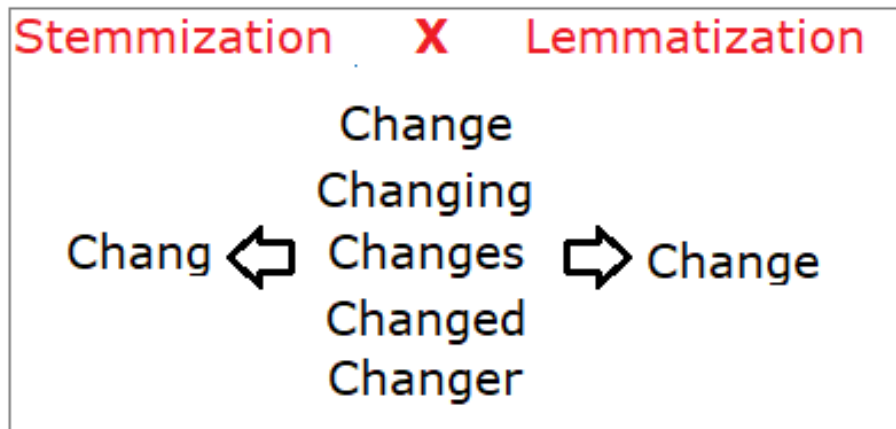 Stemmization X Lemmatization
Change
Changing
Chang Changes Change
Changed
Changer